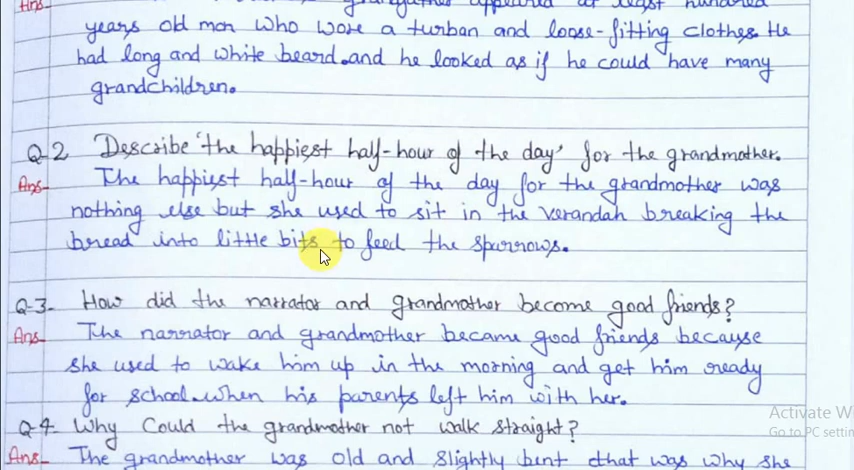 Ans- appeared at least hundred
years old man who wore a turban and loose-fitting clothes. He
had long and white beard.and he looked as if he could have many
grandchildren.
Q-2 Describe 'the happiest half-hour of the day' for the grandmother.
Ans- The happiest half-hour of the day for the grandmother was
nothing else but she used to sit in the verandah breaking the
bread into little bits to feed the sparrows.
Q-3- How did the narrator and grandmother become good friends?
Ans- The narrator and grandmother became good friends because
she used to wake him up in the morning and get him ready
for school.when his parents left him with her.
Q-4- Why Could the grandmother not walk straight?
Ans- The grandmother was old and slightly bent that was why she
Activate W
Go to PC settin